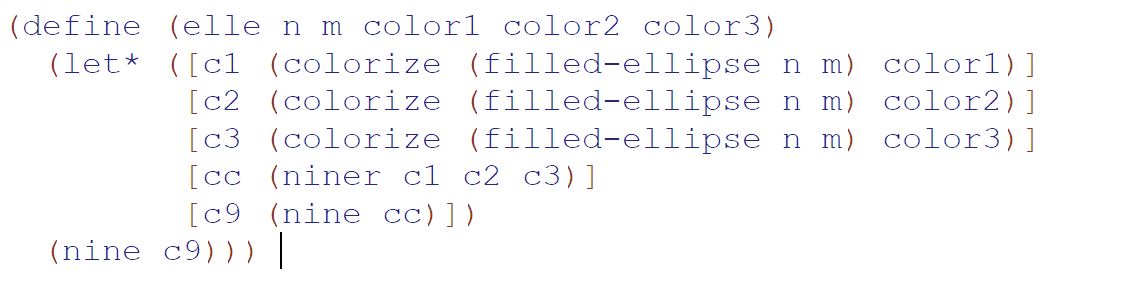 (define (elle n m color1 color2 color3)
  (let* ([c1 (colorize (filled-ellipse n m) color1)]
         [c2 (colorize (filled-ellipse n m) color2)]
         [c3 (colorize (filled-ellipse n m) color3)]
         [cc (niner c1 c2 c3)]
         [c9 (nine cc)])
  (nine c9)))